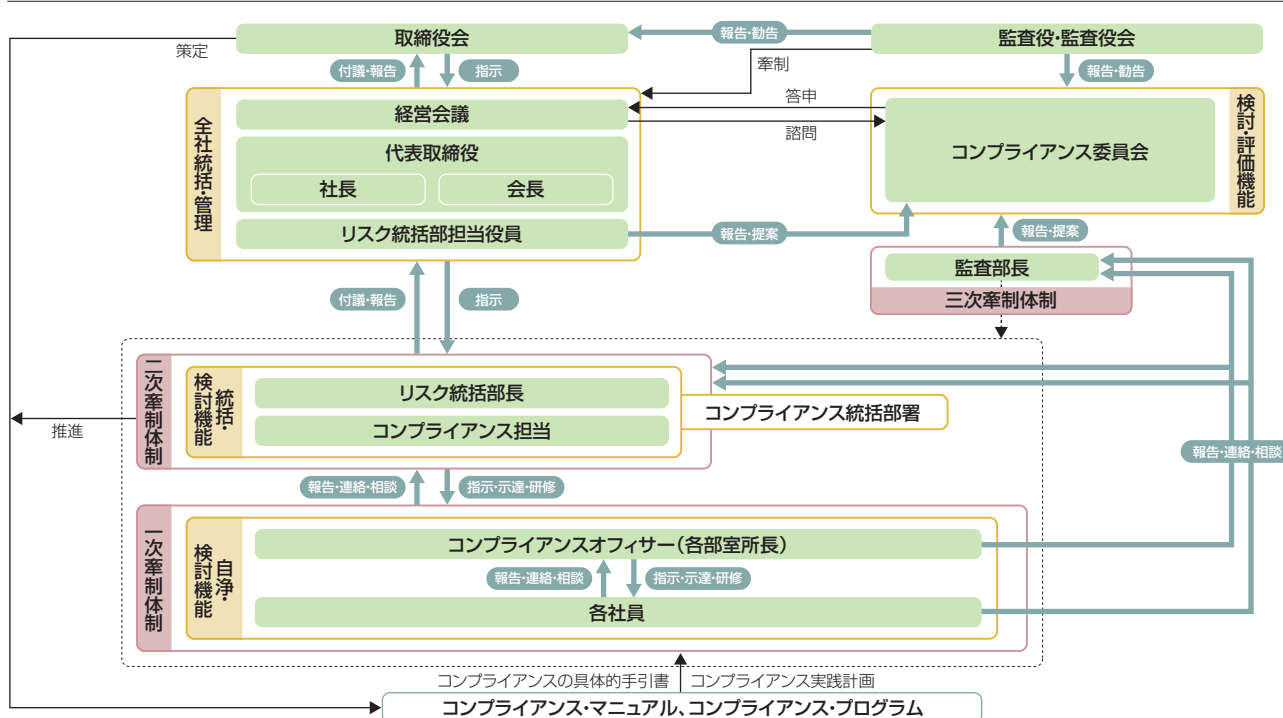 取締役会
報告・勧告
監査役・監査役会
策定
付議・報告
指示
牽制
報告・勧告
全社統括・管理
経営会議
答申
諮問
代表取締役
社長
会長
リスク統括部担当役員
報告・提案
コンプライアンス委員会
検討・評価機能
報告・提案
監査部長
三次牽制体制
付議・報告
指示
二次牽制体制
統括・
検討機能
リスク統括部長
コンプライアンス担当
コンプライアンス統括部署
推進
報告・連絡・相談
指示・示達・研修
報告・連絡・相談
一次牽制体制
自浄・
検討機能
コンプライアンスオフィサー(各部室所長)
報告・連絡・相談
指示・示達・研修
各社員
コンプライアンスの具体的手引書
コンプライアンス実践計画
コンプライアンス・マニュアル、コンプライアンス・プログラム